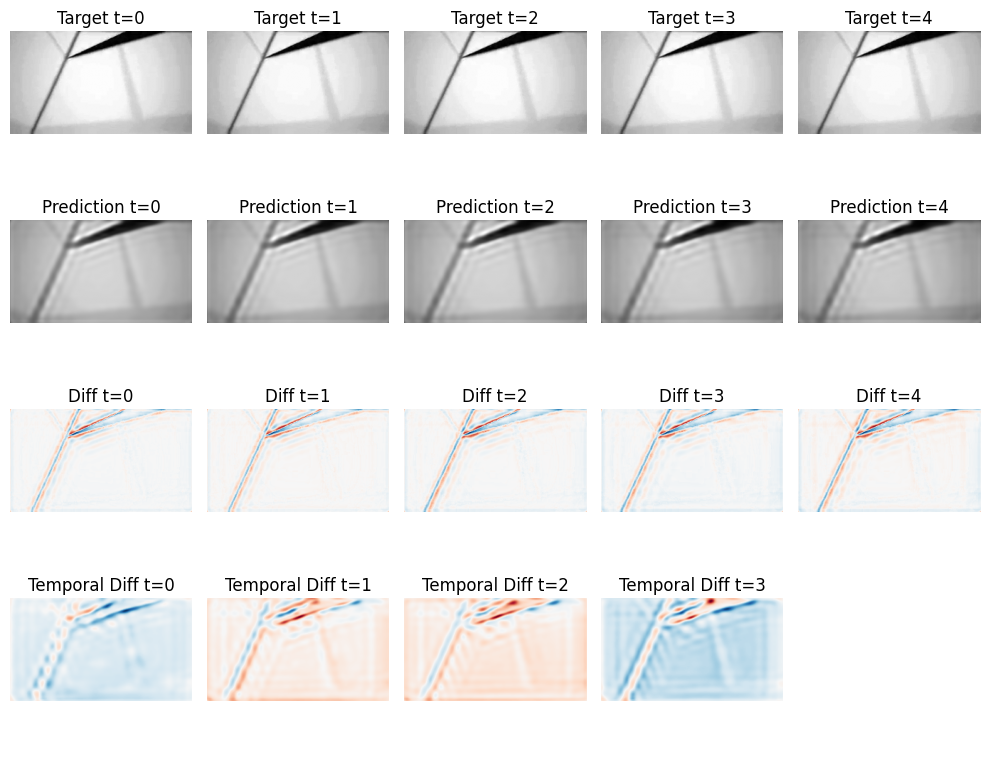 Target t=0
Target t=1
Target t=2
Target t=3
Target t=4
Prediction t=0
Prediction t=1
Prediction t=2
Prediction t=3
Prediction t=4
Diff t=0
Diff t=1
Diff t=2
Diff t=3
Diff t=4
Temporal Diff t=0
Temporal Diff t=1
Temporal Diff t=2
Temporal Diff t=3